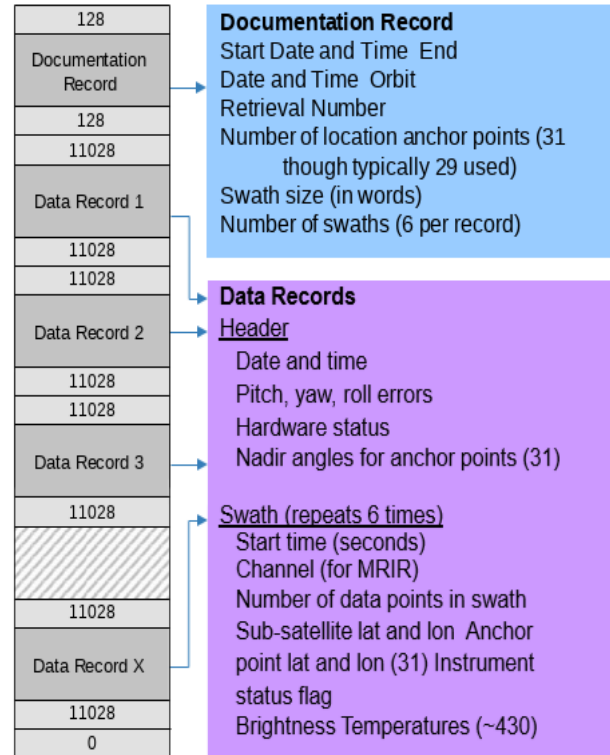 128
Documentation
Record
128
11028
Data Record 1
11028
11028
Data Record 2
11028
11028
Data Record 3
11028
11028
Data Record X
11028
0
Documentation Record
Start Date and Time End
Date and Time Orbit
Retrieval Number
Number of location anchor points (31
though typically 29 used)
Swath size (in words)
Number of swaths (6 per record)
Data Records
Header
Date and time
Pitch, yaw, roll errors
Hardware status
Nadir angles for anchor points (31)
Swath (repeats 6 times)
Start time (seconds)
Channel (for MRIR)
Number of data points in swath
Sub-satellite lat and lon Anchor
point lat and lon (31) Instrument
status flag
Brightness Temperatures (~430)